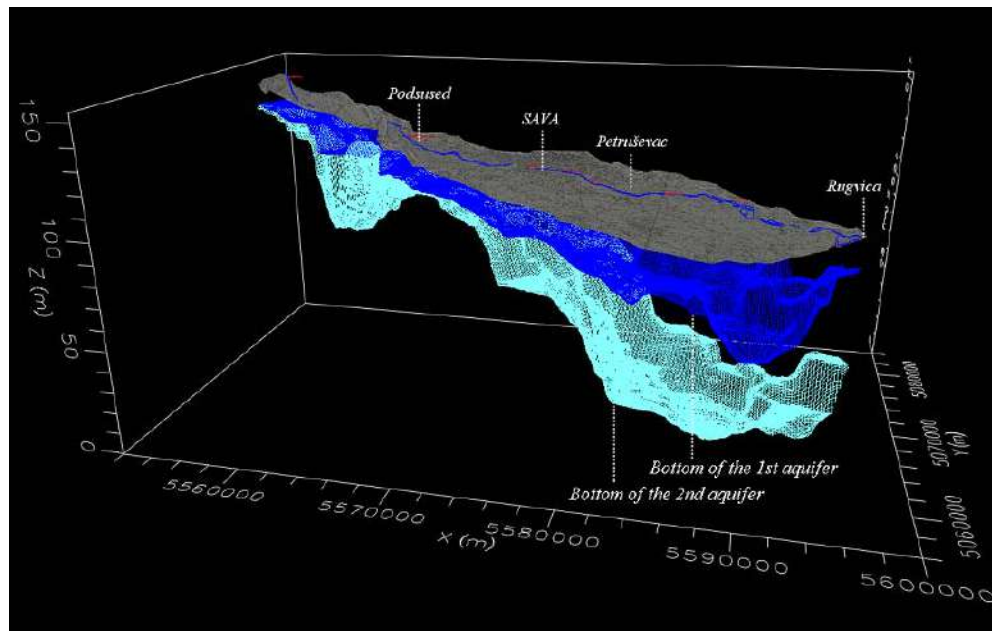 Podsused
SAVA
Petruševac
Rugvica
150
100
50
0
Z (m)
Bottom of the 1st aquifer
Bottom of the 2nd aquifer
5560000
5570000
5580000
5590000
5600000
X (m)
5080000
5070000
5060000
Y(m)